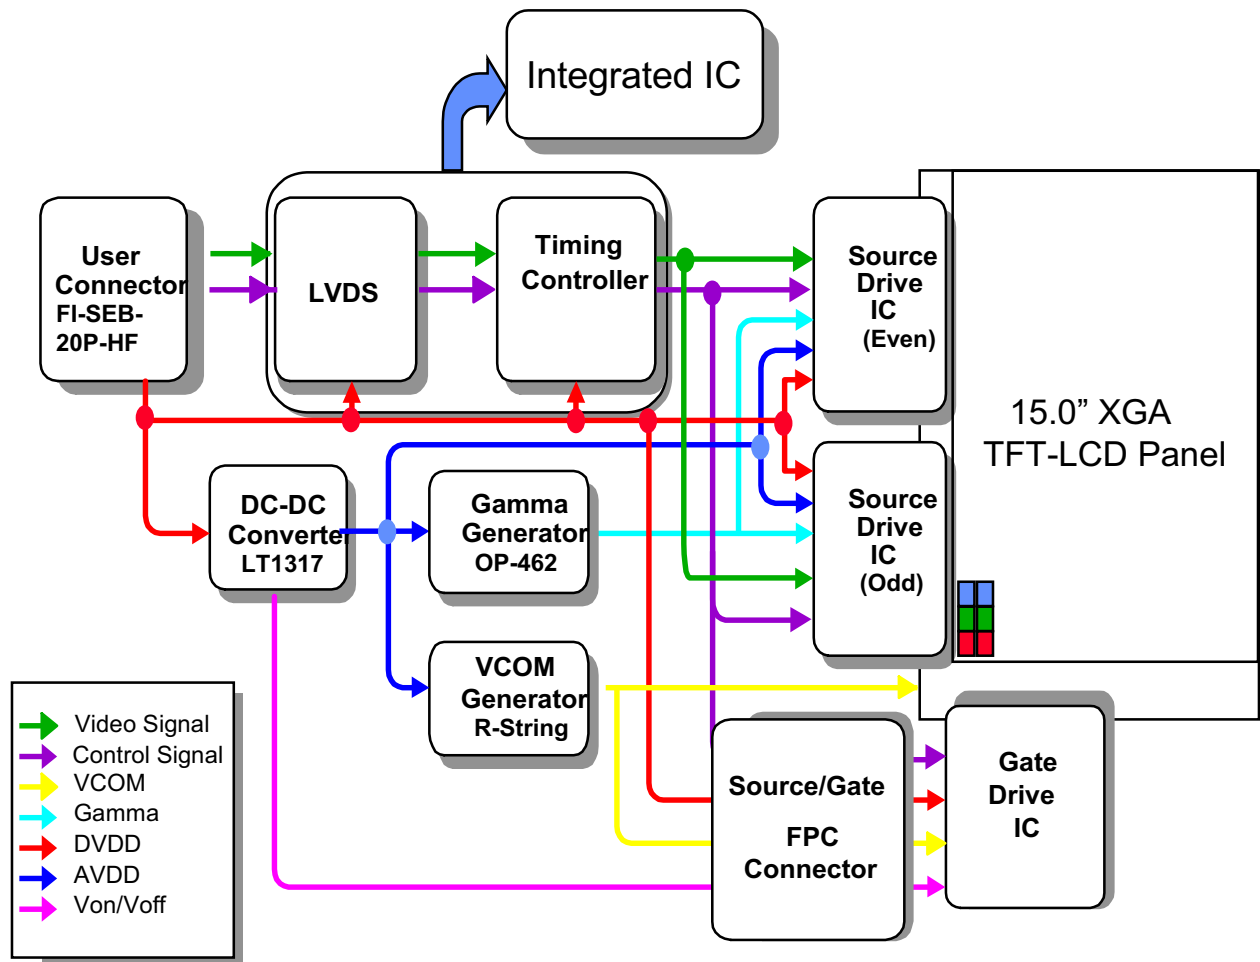 Integrated IC
User
Connector
FI-SEB-
20P-HF
LVDS
Timing
Controller
Source
Drive
IC
(Even)
15.0” XGA
TFT-LCD Panel
DC-DC
Converter
LT1317
Gamma
Generator
OP-462
Source
Drive
IC
(Odd)
VCOM
Generator
R-String
Source/Gate
FPC
Connector
Gate
Drive
IC
Video Signal
Control Signal
VCOM
Gamma
DVDD
AVDD
Von/Voff